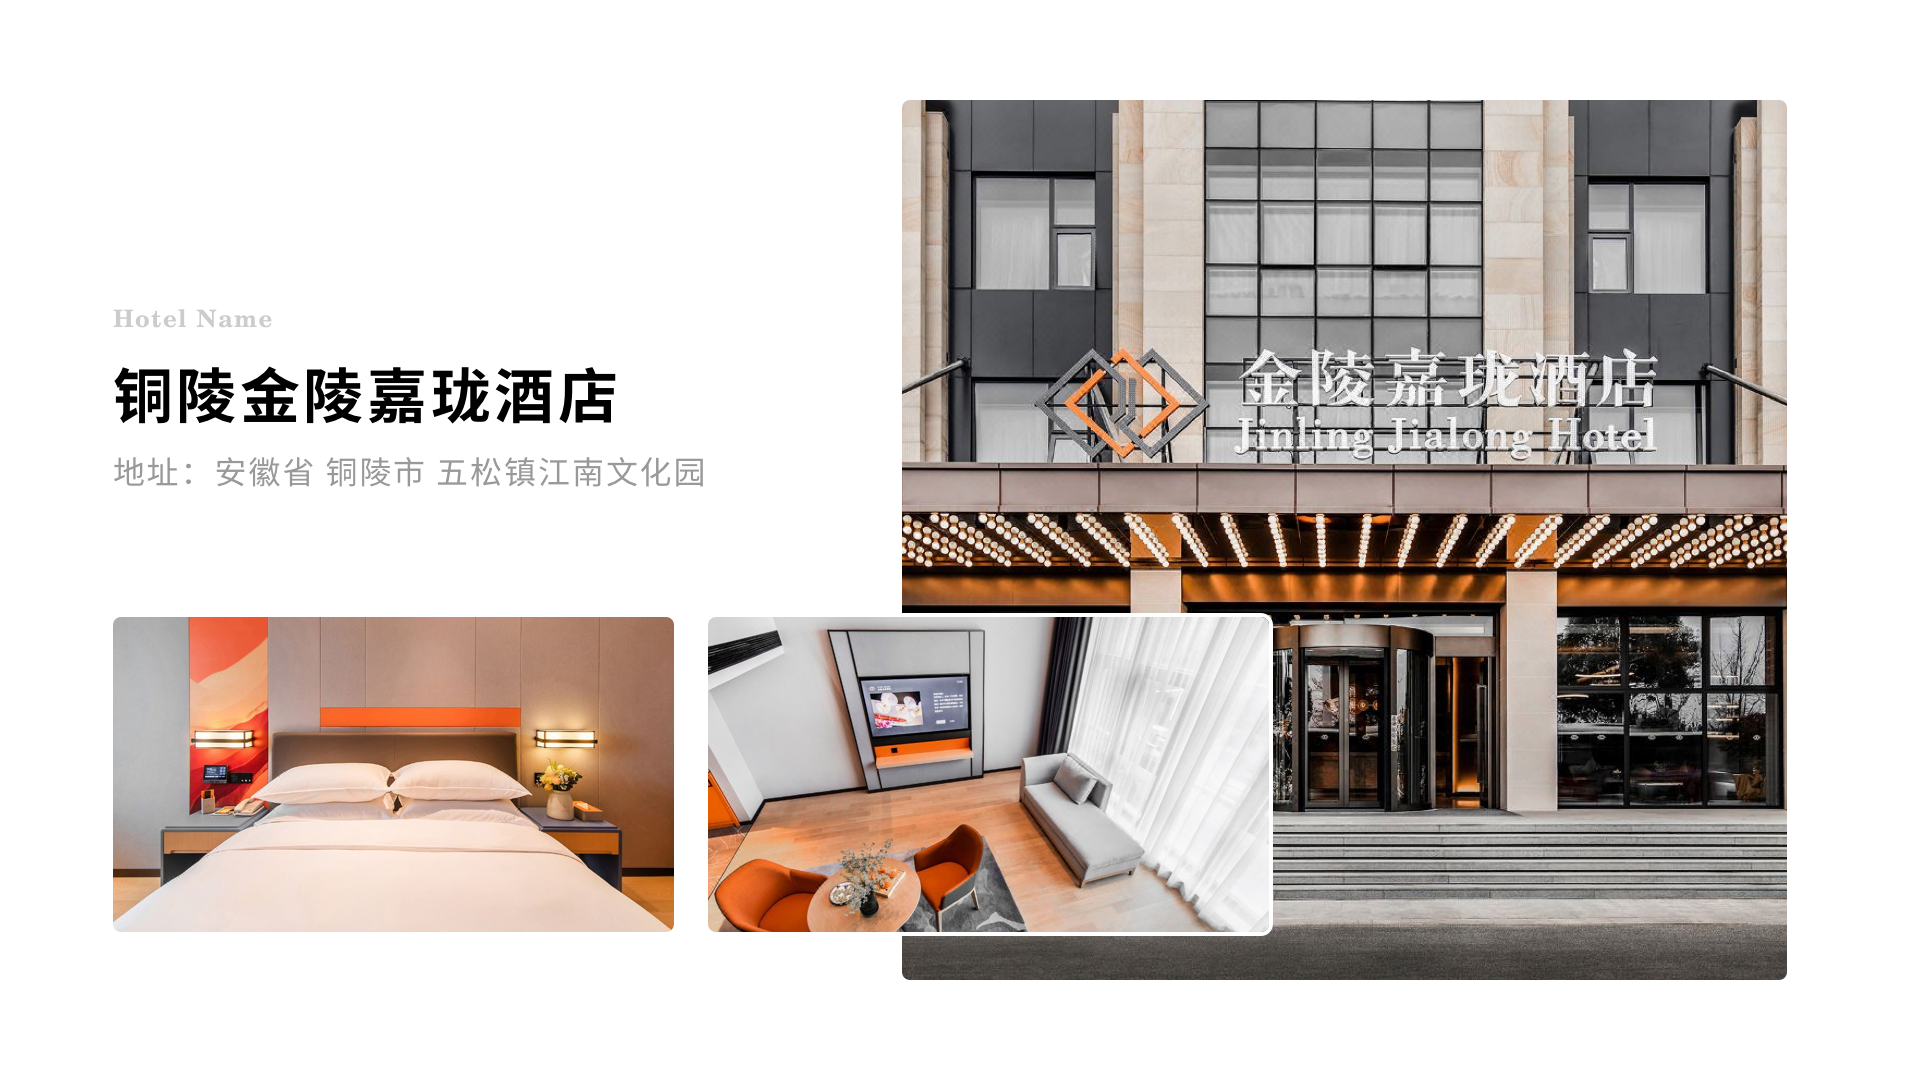 Hotel Name
铜陵金陵嘉珑酒店
地址：安徽省 铜陵市 五松镇江南文化园
金陵嘉珑酒店
Jinling Jialong Hotel